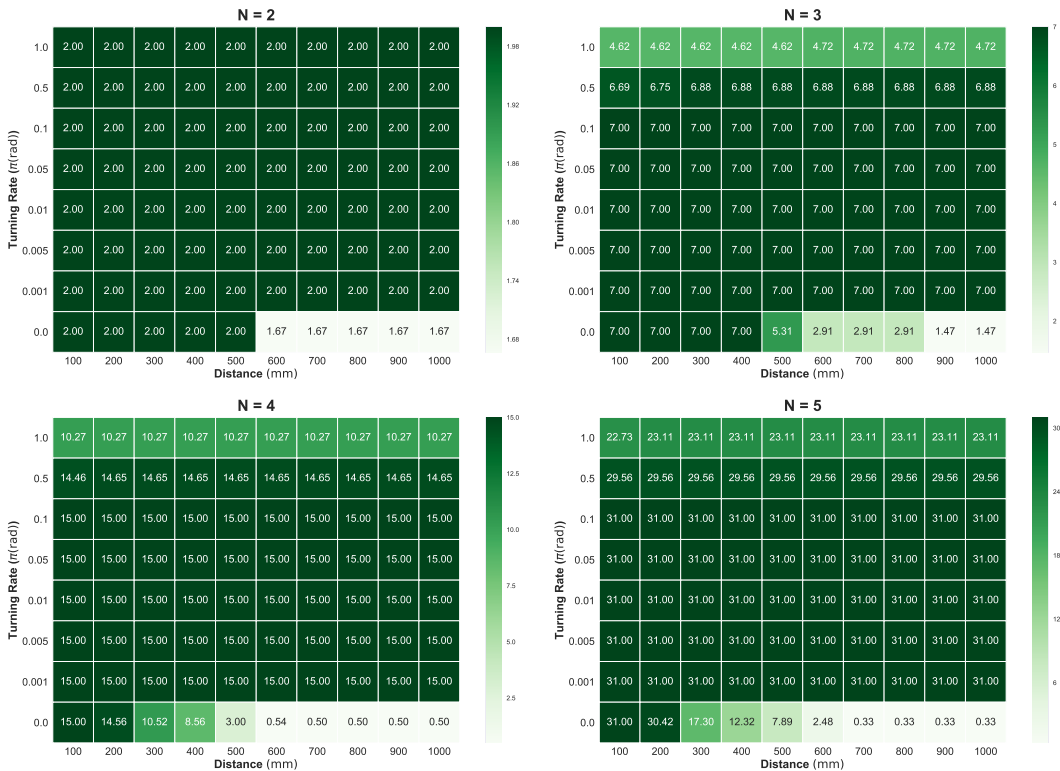 N = 2
1.0 2.00 2.00 2.00 2.00 2.00 2.00 2.00 2.00 2.00 2.00
0.5 2.00 2.00 2.00 2.00 2.00 2.00 2.00 2.00 2.00 2.00
0.1 2.00 2.00 2.00 2.00 2.00 2.00 2.00 2.00 2.00 2.00
0.05 2.00 2.00 2.00 2.00 2.00 2.00 2.00 2.00 2.00 2.00
0.01 2.00 2.00 2.00 2.00 2.00 2.00 2.00 2.00 2.00 2.00
0.005 2.00 2.00 2.00 2.00 2.00 2.00 2.00 2.00 2.00 2.00
0.001 2.00 2.00 2.00 2.00 2.00 2.00 2.00 2.00 2.00 2.00
0.0 2.00 2.00 2.00 2.00 2.00 1.67 1.67 1.67 1.67 1.67
100 200 300 400 500 600 700 800 900 1000
Distance (mm)
Turning Rate (rπ(rad))
1.98
1.92
1.86
1.80
1.74
1.68
N = 3
1.0 4.62 4.62 4.62 4.62 4.62 4.72 4.72 4.72 4.72 4.72
0.5 6.69 6.75 6.88 6.88 6.88 6.88 6.88 6.88 6.88 6.88
0.1 7.00 7.00 7.00 7.00 7.00 7.00 7.00 7.00 7.00 7.00
0.05 7.00 7.00 7.00 7.00 7.00 7.00 7.00 7.00 7.00 7.00
0.01 7.00 7.00 7.00 7.00 7.00 7.00 7.00 7.00 7.00 7.00
0.005 7.00 7.00 7.00 7.00 7.00 7.00 7.00 7.00 7.00 7.00
0.001 7.00 7.00 7.00 7.00 7.00 7.00 7.00 7.00 7.00 7.00
0.0 7.00 7.00 7.00 7.00 5.31 2.91 2.91 2.91 1.47 1.47
100 200 300 400 500 600 700 800 900 1000
Distance (mm)
Turning Rate (rπ(rad))
7
6
5
4
3
2
N = 4
1.0 10.27 10.27 10.27 10.27 10.27 10.27 10.27 10.27 10.27 10.27
0.5 14.46 14.65 14.65 14.65 14.65 14.65 14.65 14.65 14.65 14.65
0.1 15.00 15.00 15.00 15.00 15.00 15.00 15.00 15.00 15.00 15.00
0.05 15.00 15.00 15.00 15.00 15.00 15.00 15.00 15.00 15.00 15.00
0.01 15.00 15.00 15.00 15.00 15.00 15.00 15.00 15.00 15.00 15.00
0.005 15.00 15.00 15.00 15.00 15.00 15.00 15.00 15.00 15.00 15.00
0.001 15.00 15.00 15.00 15.00 15.00 15.00 15.00 15.00 15.00 15.00
0.0 15.00 14.56 10.52 8.56 3.00 0.54 0.50 0.50 0.50 0.50
100 200 300 400 500 600 700 800 900 1000
Distance (mm)
Turning Rate (rπ(rad))
15.0
12.5
10.0
7.5
5.0
2.5
N = 5
1.0 22.73 23.11 23.11 23.11 23.11 23.11 23.11 23.11 23.11 23.11
0.5 29.56 29.56 29.56 29.56 29.56 29.56 29.56 29.56 29.56 29.56
0.1 31.00 31.00 31.00 31.00 31.00 31.00 31.00 31.00 31.00 31.00
0.05 31.00 31.00 31.00 31.00 31.00 31.00 31.00 31.00 31.00 31.00
0.01 31.00 31.00 31.00 31.00 31.00 31.00 31.00 31.00 31.00 31.00
0.005 31.00 31.00 31.00 31.00 31.00 31.00 31.00 31.00 31.00 31.00
0.001 31.00 31.00 31.00 31.00 31.00 31.00 31.00 31.00 31.00 31.00
0.0 31.00 30.42 17.30 12.32 7.89 2.48 0.33 0.33 0.33 0.33
100 200 300 400 500 600 700 800 900 1000
Distance (mm)
Turning Rate (rπ(rad))
30
24
18
12
6